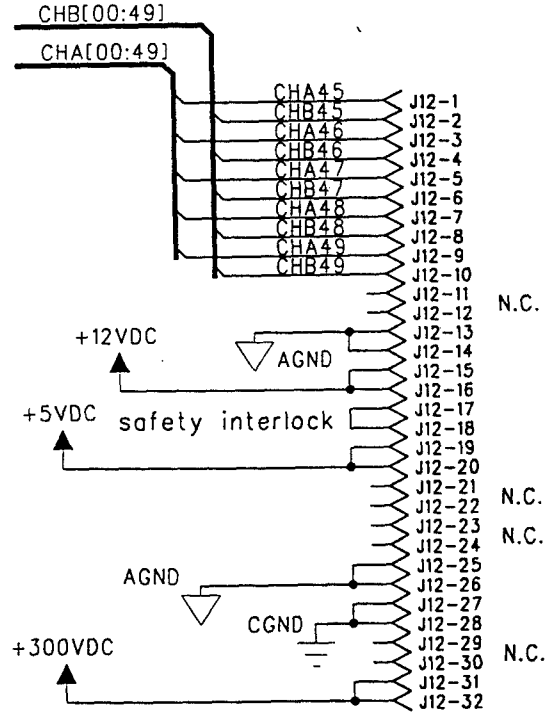 CHB[00:49]
CHA[00:49]
CHA45 J12-1
CHB45 J12-2
CHA46 J12-3
CHB46 J12-4
CHA47 J12-5
CHB47 J12-6
CHA48 J12-7
CHB48 J12-8
CHA49 J12-9
CHB49 J12-10
J12-11
J12-12 N.C.
J12-13
+12VDC AGND J12-14
J12-15
J12-16
J12-17
+5VDC safety interlock J12-18
J12-19
J12-20
J12-21
J12-22 N.C.
J12-23
J12-24 N.C.
J12-25
AGND J12-26
J12-27
CGND J12-28
J12-29
J12-30 N.C.
+300VDC J12-31
J12-32